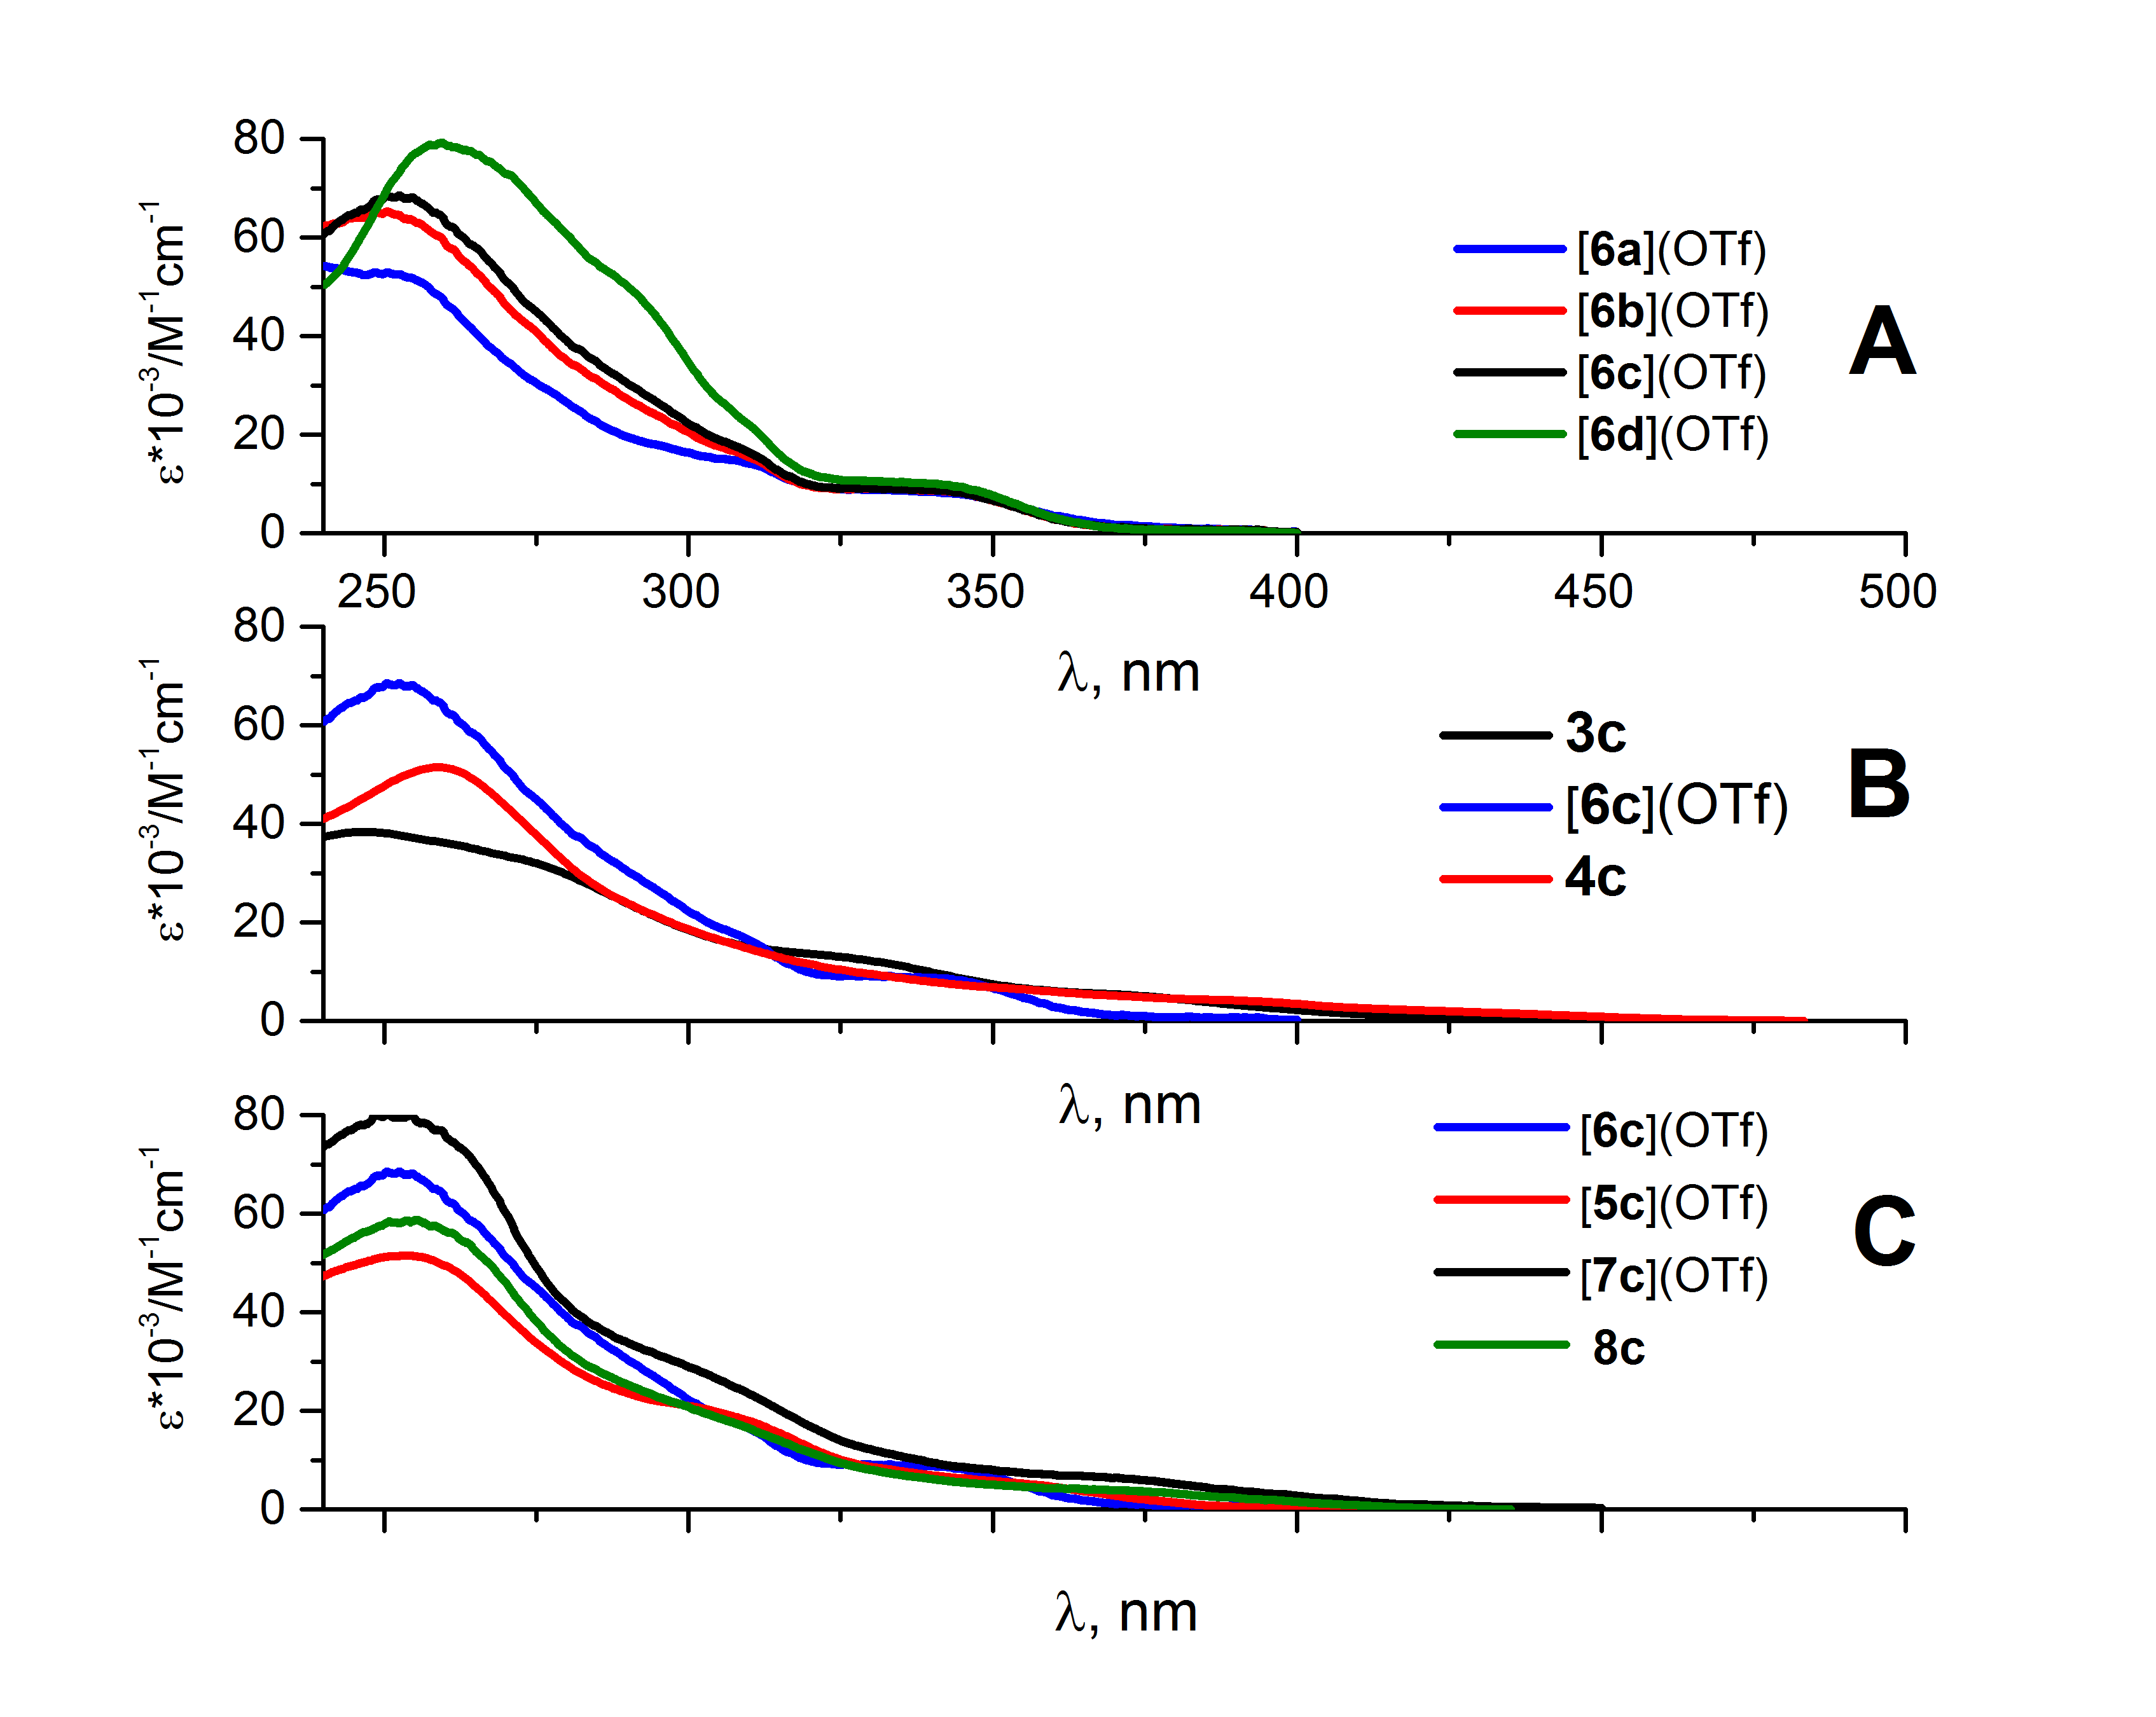 80
60
40
20
0
ε*10⁻³/M⁻¹cm⁻¹
[6a](OTf)
[6b](OTf)
[6c](OTf)
[6d](OTf)
A
250 300 350 400 450 500
λ, nm
80
60
40
20
0
ε*10⁻³/M⁻¹cm⁻¹
3c
[6c](OTf)
4c
B
λ, nm
80
60
40
20
0
ε*10⁻³/M⁻¹cm⁻¹
[6c](OTf)
[5c](OTf)
[7c](OTf)
8c
C
λ, nm